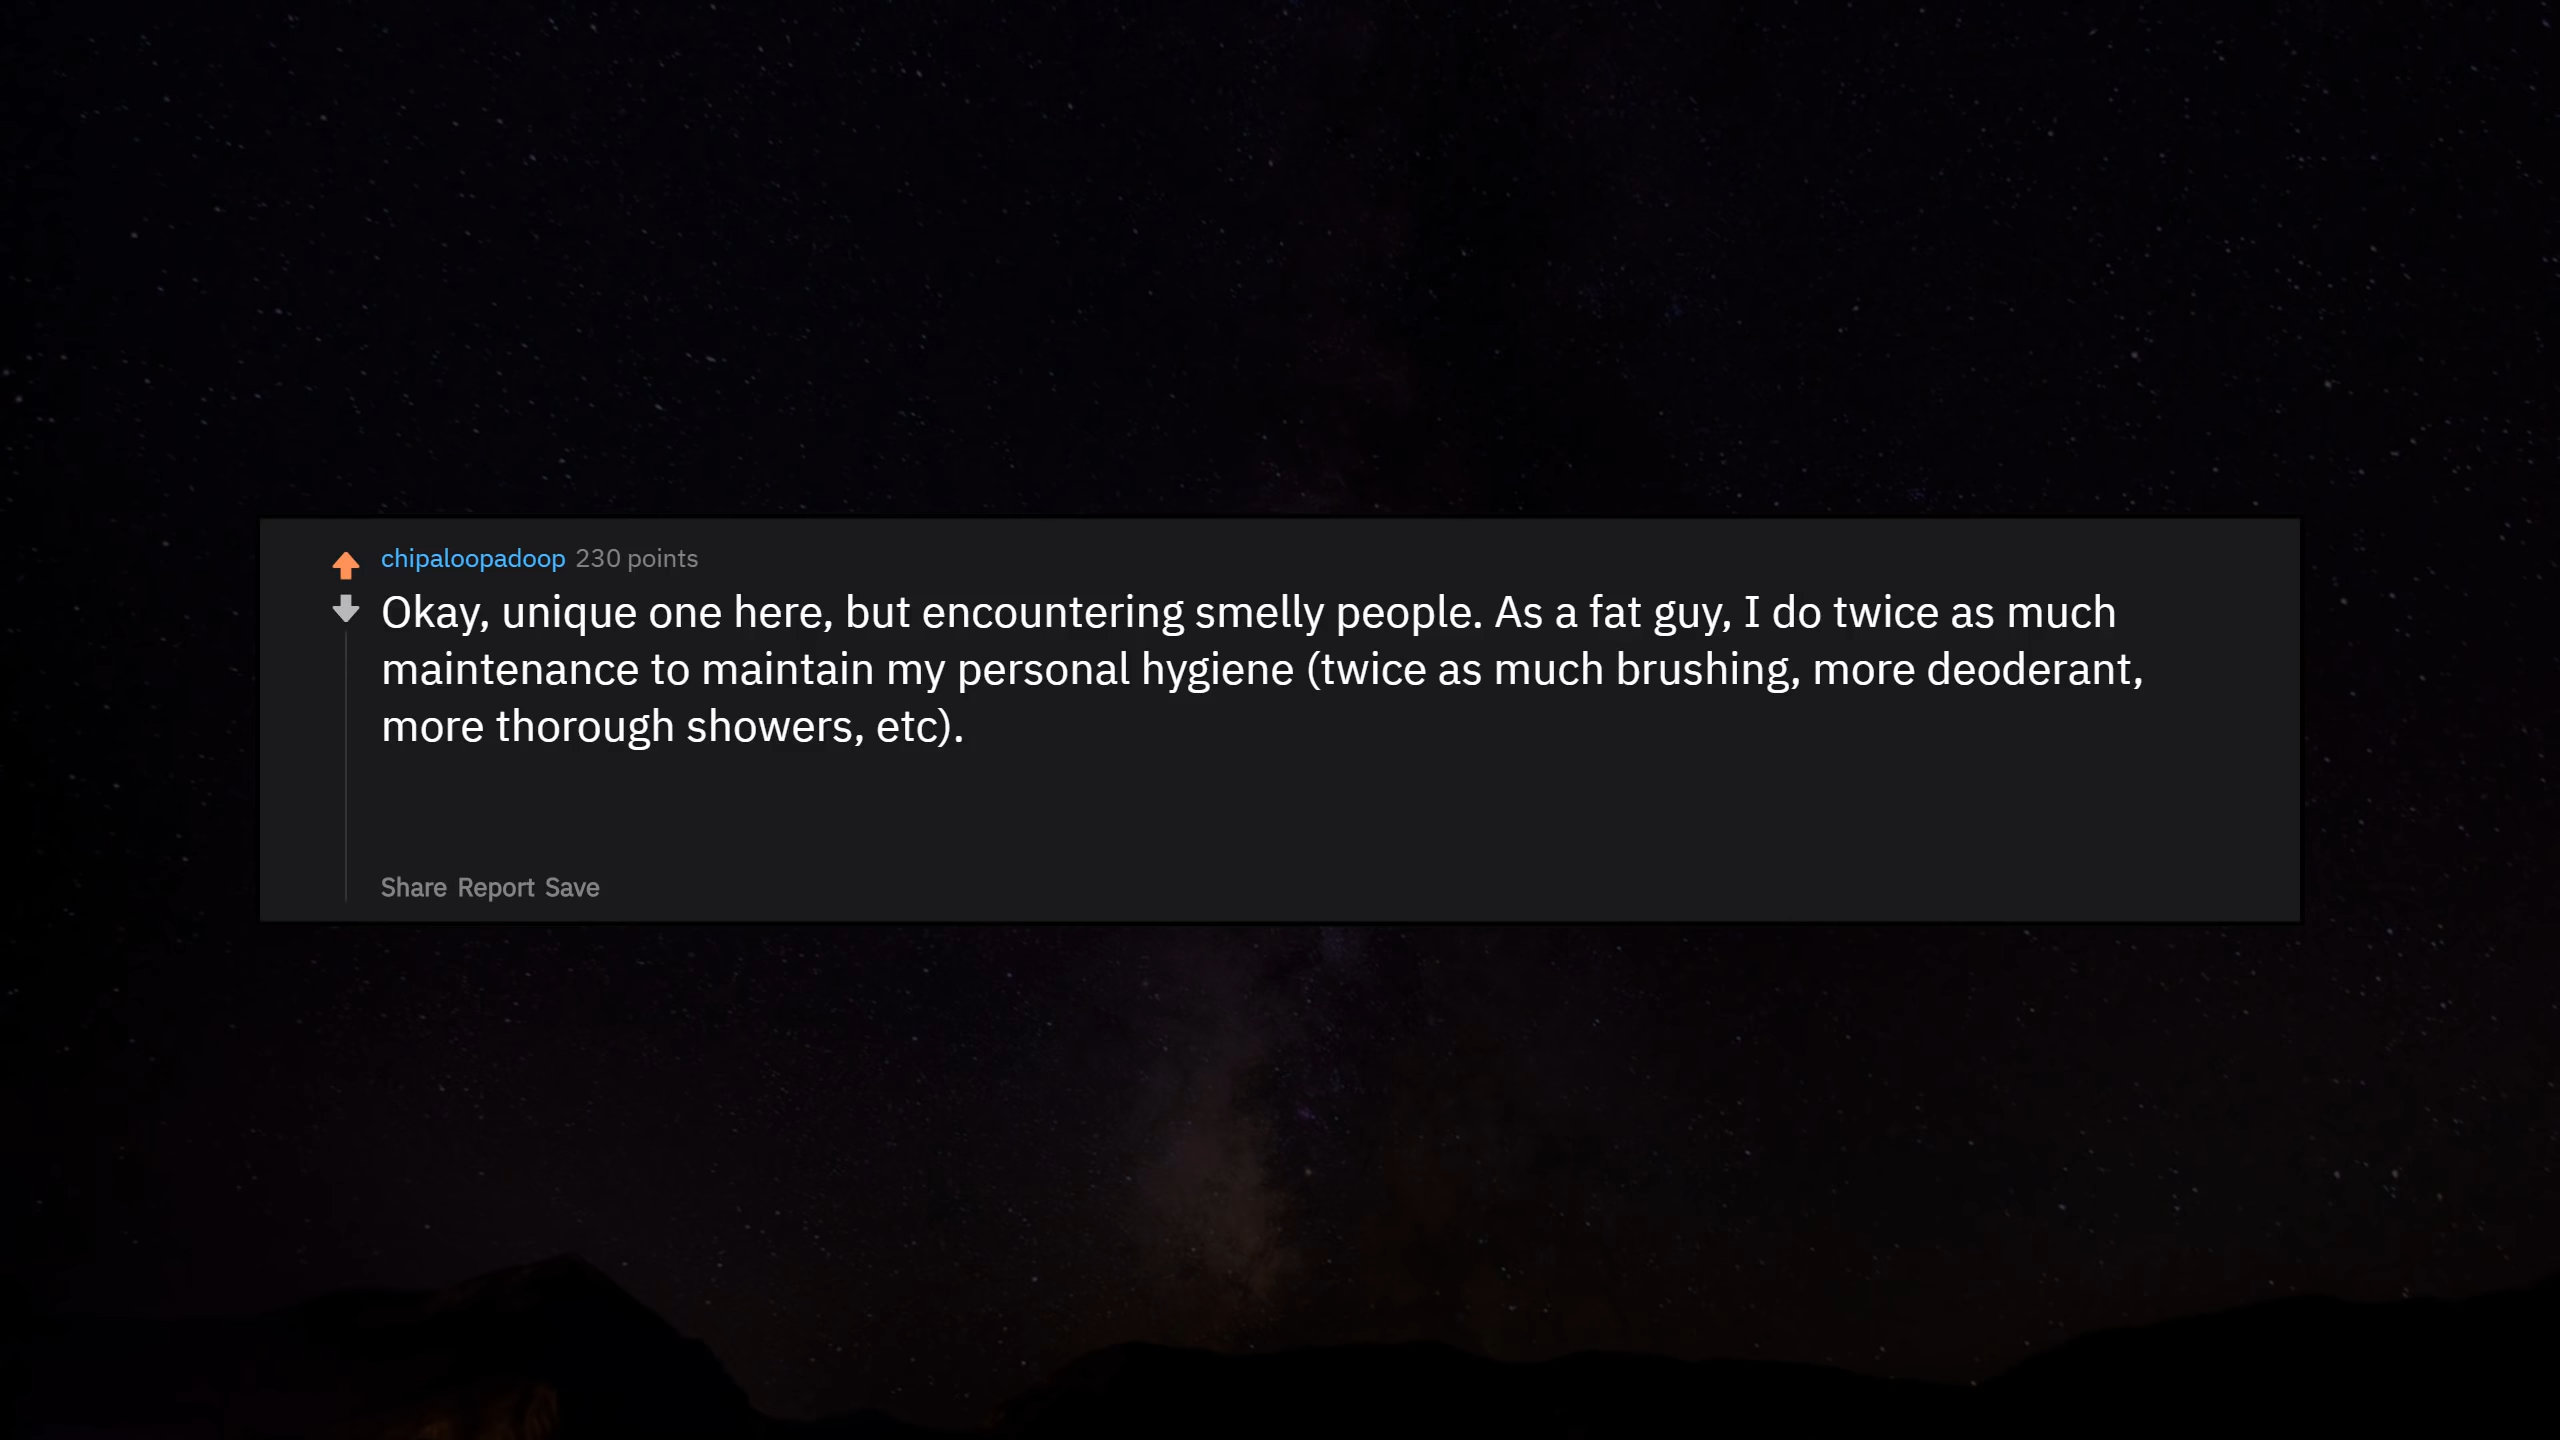 chipaloopadoop 230 points
Okay, unique one here, but encountering smelly people. As a fat guy, I do twice as much
maintenance to maintain my personal hygiene (twice as much brushing, more deoderant,
more thorough showers, etc).
Share Report Save